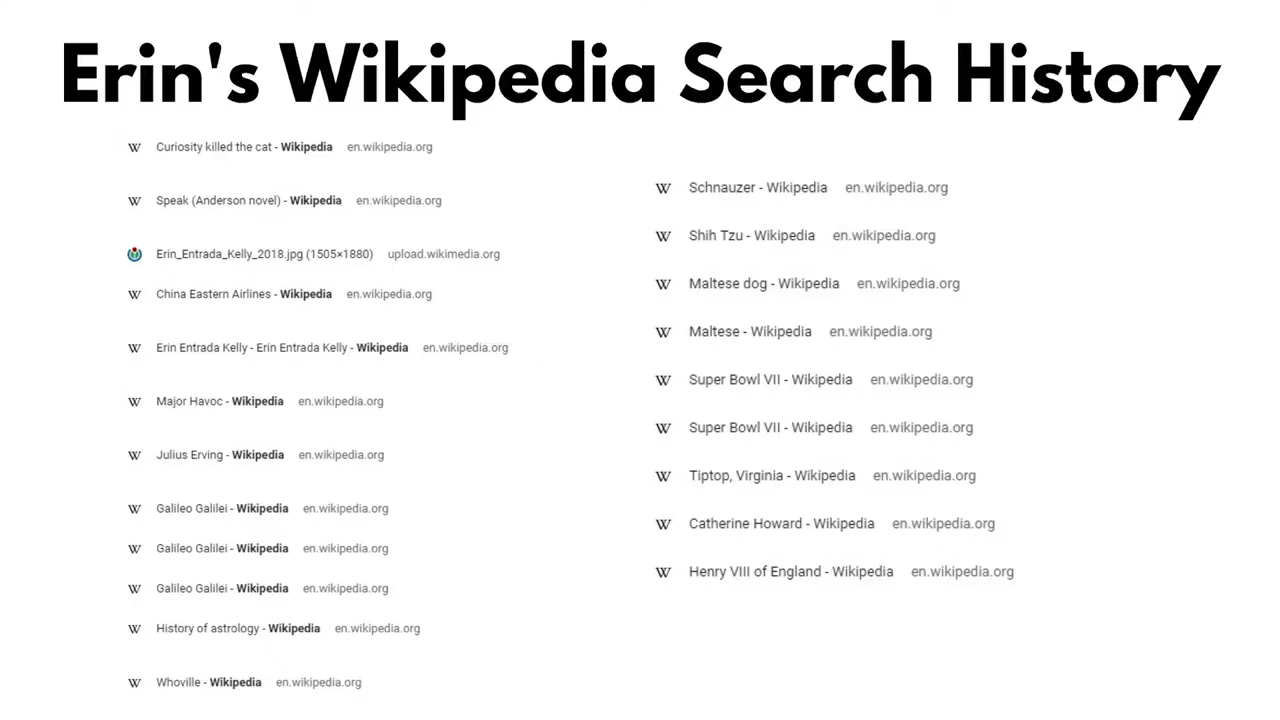 Erin's Wikipedia Search History
Curiosity killed the cat - Wikipedia en.wikipedia.org
Speak (Anderson novel) - Wikipedia en.wikipedia.org
Erin_Entrada_Kelly_2018.jpg (1505×1880) upload.wikimedia.org
China Eastern Airlines - Wikipedia en.wikipedia.org
Erin Entrada Kelly - Erin Entrada Kelly - Wikipedia en.wikipedia.org
Major Havoc - Wikipedia en.wikipedia.org
Julius Erving - Wikipedia en.wikipedia.org
Galileo Galilei - Wikipedia en.wikipedia.org
Galileo Galilei - Wikipedia en.wikipedia.org
Galileo Galilei - Wikipedia en.wikipedia.org
History of astrology - Wikipedia en.wikipedia.org
Whoville - Wikipedia en.wikipedia.org
Schnauzer - Wikipedia en.wikipedia.org
Shih Tzu - Wikipedia en.wikipedia.org
Maltese dog - Wikipedia en.wikipedia.org
Maltese - Wikipedia en.wikipedia.org
Super Bowl VII - Wikipedia en.wikipedia.org
Super Bowl VII - Wikipedia en.wikipedia.org
Tiptop, Virginia - Wikipedia en.wikipedia.org
Catherine Howard - Wikipedia en.wikipedia.org
Henry VIII of England - Wikipedia en.wikipedia.org